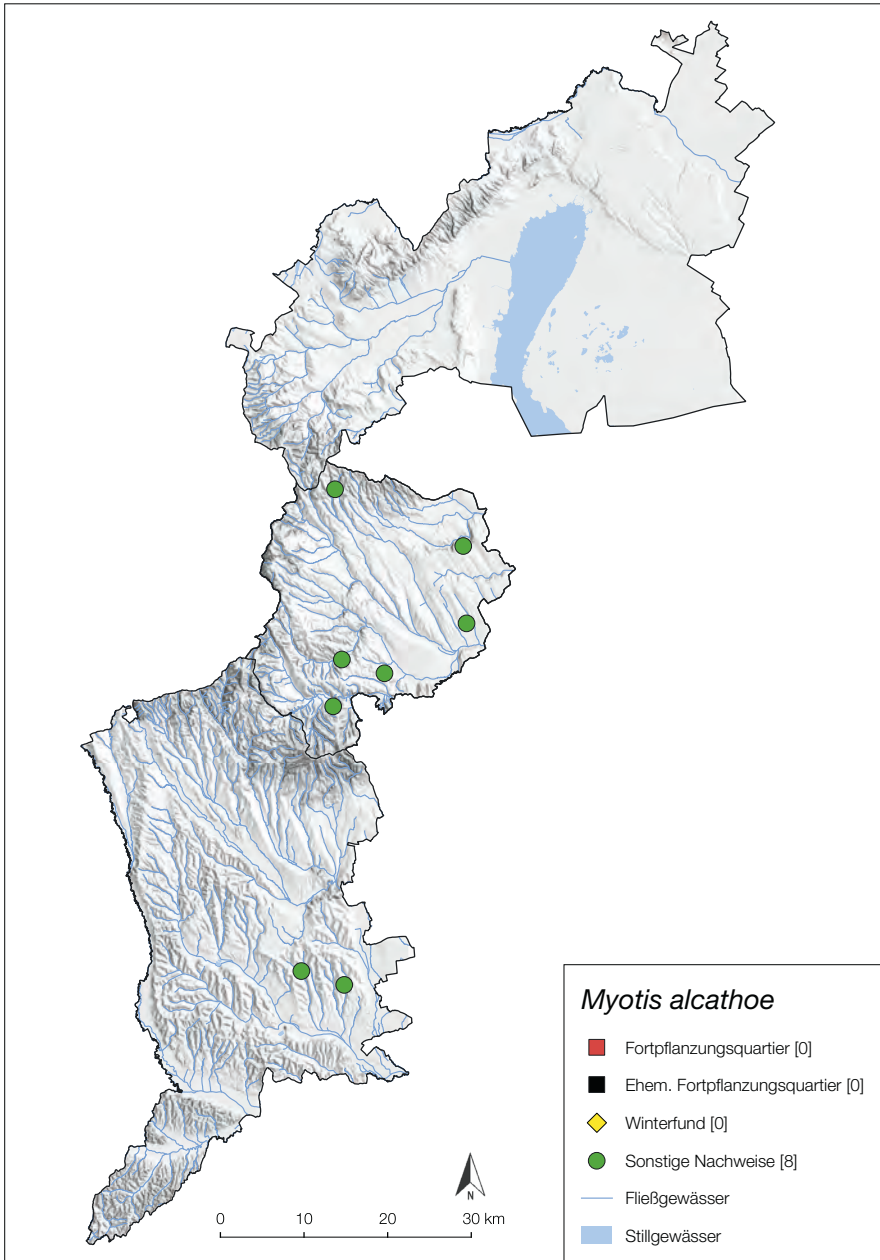 Myotis alcathoe
Fortpflanzungsquartier [0]
Ehem. Fortpflanzungsquartier [0]
Winterfund [0]
Sonstige Nachweise [8]
Fließgewässer
Stillgewässer
N
0 10 20 30 km